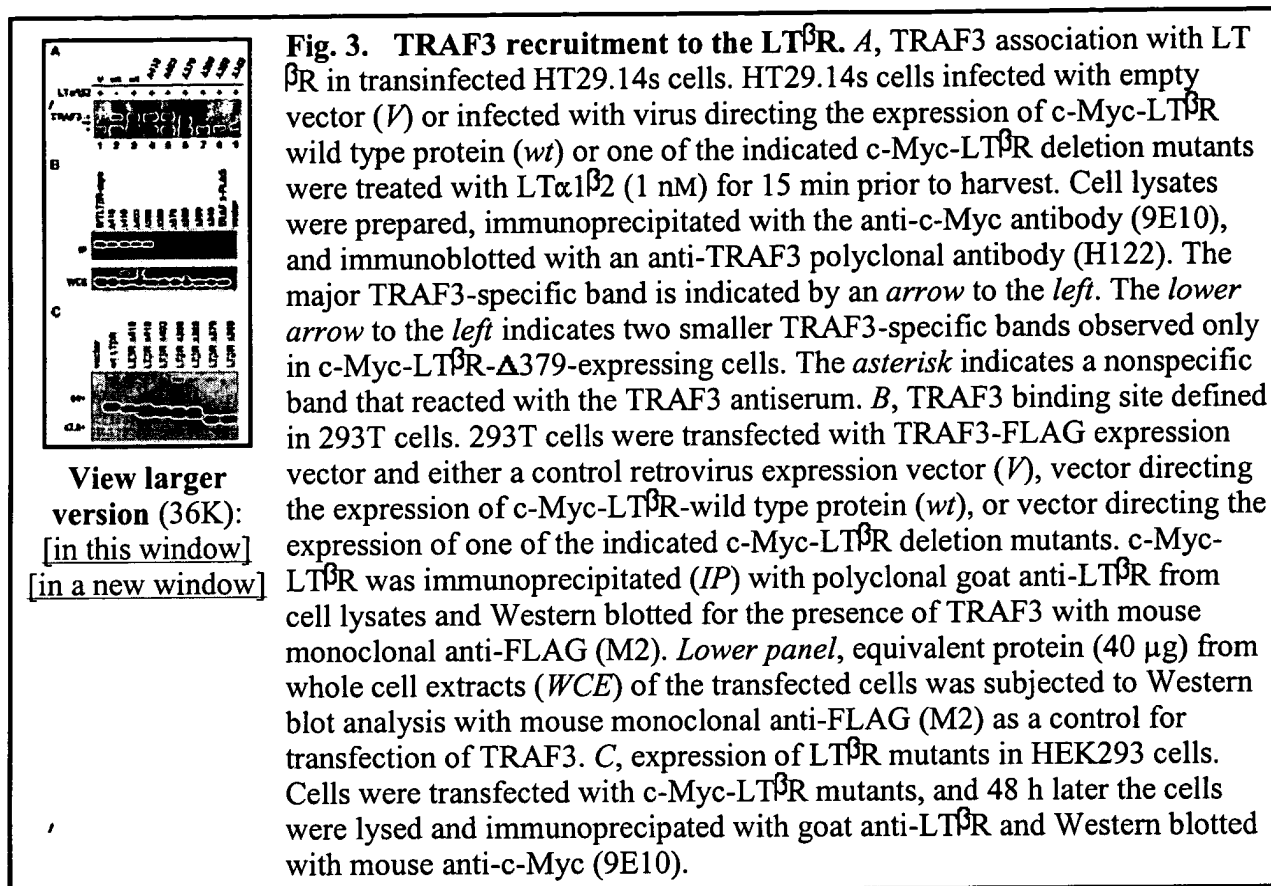 A
LTα1β2
TRAF3
1 2 3 4 5 6 7 8 9
B
IP
WCE
C
View larger
version (36K):
[in this window]
[in a new window]
Fig. 3. TRAF3 recruitment to the LTβR. A, TRAF3 association with LT
βR in transinfected HT29.14s cells. HT29.14s cells infected with empty
vector (V) or infected with virus directing the expression of c-Myc-LTβR
wild type protein (wt) or one of the indicated c-Myc-LTβR deletion mutants
were treated with LTα1β2 (1 nM) for 15 min prior to harvest. Cell lysates
were prepared, immunoprecipitated with the anti-c-Myc antibody (9E10),
and immunoblotted with an anti-TRAF3 polyclonal antibody (H122). The
major TRAF3-specific band is indicated by an arrow to the left. The lower
arrow to the left indicates two smaller TRAF3-specific bands observed only
in c-Myc-LTβR-Δ379-expressing cells. The asterisk indicates a nonspecific
band that reacted with the TRAF3 antiserum. B, TRAF3 binding site defined
in 293T cells. 293T cells were transfected with TRAF3-FLAG expression
vector and either a control retrovirus expression vector (V), vector directing
the expression of c-Myc-LTβR-wild type protein (wt), or vector directing the
expression of one of the indicated c-Myc-LTβR deletion mutants. c-Myc-
LTβR was immunoprecipitated (IP) with polyclonal goat anti-LTβR from
cell lysates and Western blotted for the presence of TRAF3 with mouse
monoclonal anti-FLAG (M2). Lower panel, equivalent protein (40 μg) from
whole cell extracts (WCE) of the transfected cells was subjected to Western
blot analysis with mouse monoclonal anti-FLAG (M2) as a control for
transfection of TRAF3. C, expression of LTβR mutants in HEK293 cells.
Cells were transfected with c-Myc-LTβR mutants, and 48 h later the cells
were lysed and immunoprecipated with goat anti-LTβR and Western blotted
with mouse anti-c-Myc (9E10).